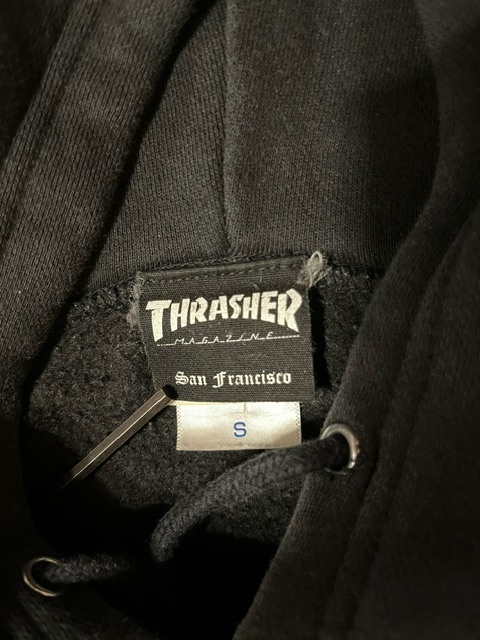 THRASHER
MAGAZINE
San Francisco
S